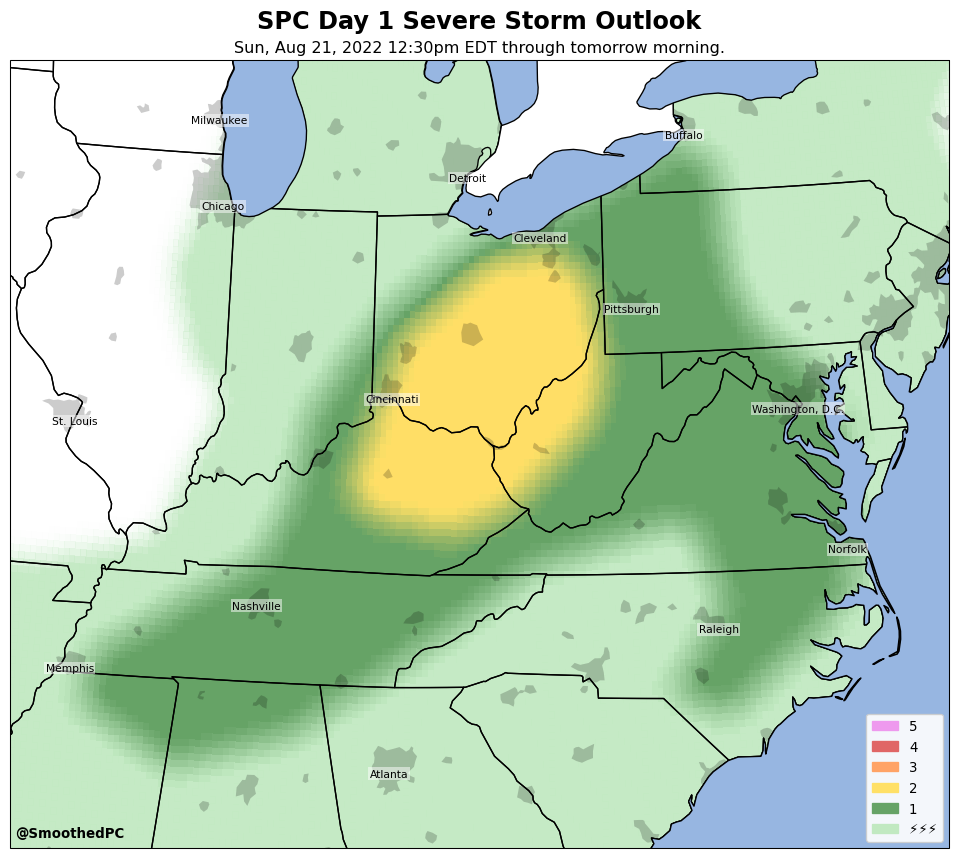 SPC Day 1 Severe Storm Outlook
Sun, Aug 21, 2022 12:30pm EDT through tomorrow morning.
Milwaukee
Buffalo
Detroit
Chicago
Cleveland
Pittsburgh
Cincinnati
Washington, D.C.
St. Louis
Norfolk
Nashville
Raleigh
Memphis
Atlanta
5
4
3
2
1
⚡⚡⚡
@SmoothedPC